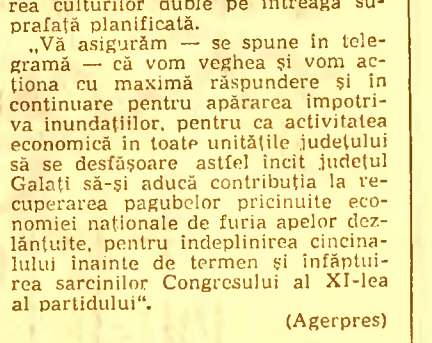 rea culturilor duble pe întreaga su-
prafață planificată.
„Vă asigurăm — se spune în tele-
gramă — că vom veghea și vom ac-
ționa cu maximă răspundere și în
continuare pentru apărarea împotri-
va inundațiilor, pentru ca activitatea
economică în toate unitățile județului
să se desfășoare astfel încît județul
Galați să-și aducă contribuția la re-
cuperarea pagubelor pricinuite eco-
nomiei naționale de furia apelor dez-
lănțuite, pentru îndeplinirea cincina-
lului înainte de termen și înfăptui-
rea sarcinilor Congresului al XI-lea
al partidului“.
(Agerpres)